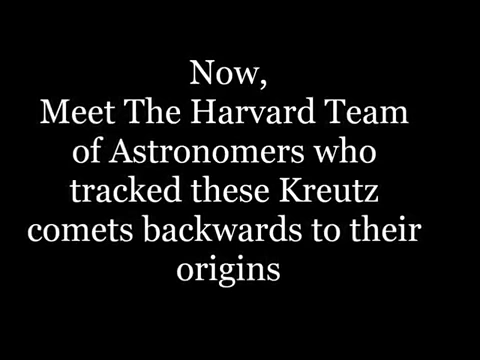 Now,
Meet The Harvard Team
of Astronomers who
tracked these Kreutz
comets backwards to their
origins